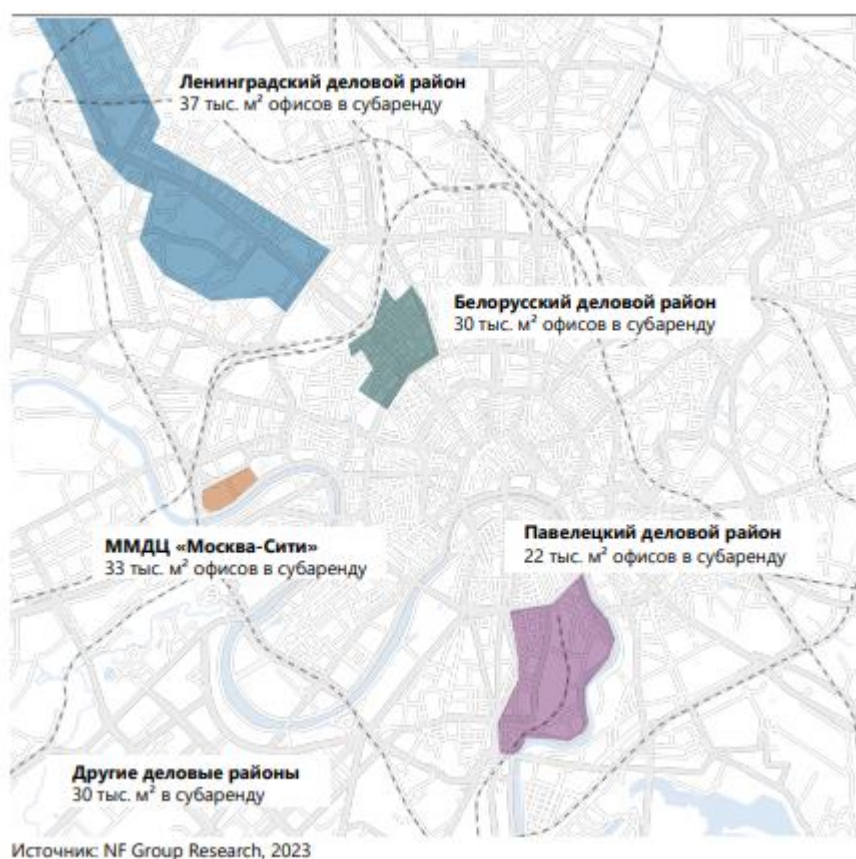 Ленинградский деловой район
37 тыс. м² офисов в субаренду
Белорусский деловой район
30 тыс. м² офисов в субаренду
ММДЦ «Москва-Сити»
33 тыс. м² офисов в субаренду
Павелецкий деловой район
22 тыс. м² офисов в субаренду
Другие деловые районы
30 тыс. м² в субаренду
Источник: NF Group Research, 2023